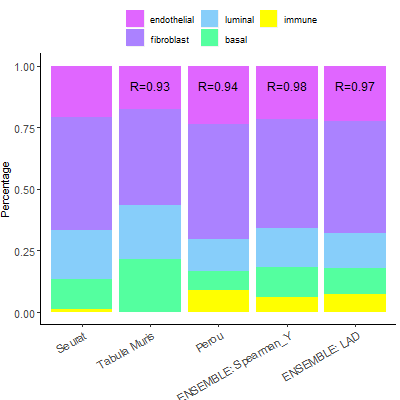 endothelial luminal immune
fibroblast basal
1.00
0.75
0.50
0.25
0.00
Percentage
R=0.93 R=0.94 R=0.98 R=0.97
Seurat
Tabula Muris
Perou
ENSEMBLE: Spearman_Y
ENSEMBLE: LAD